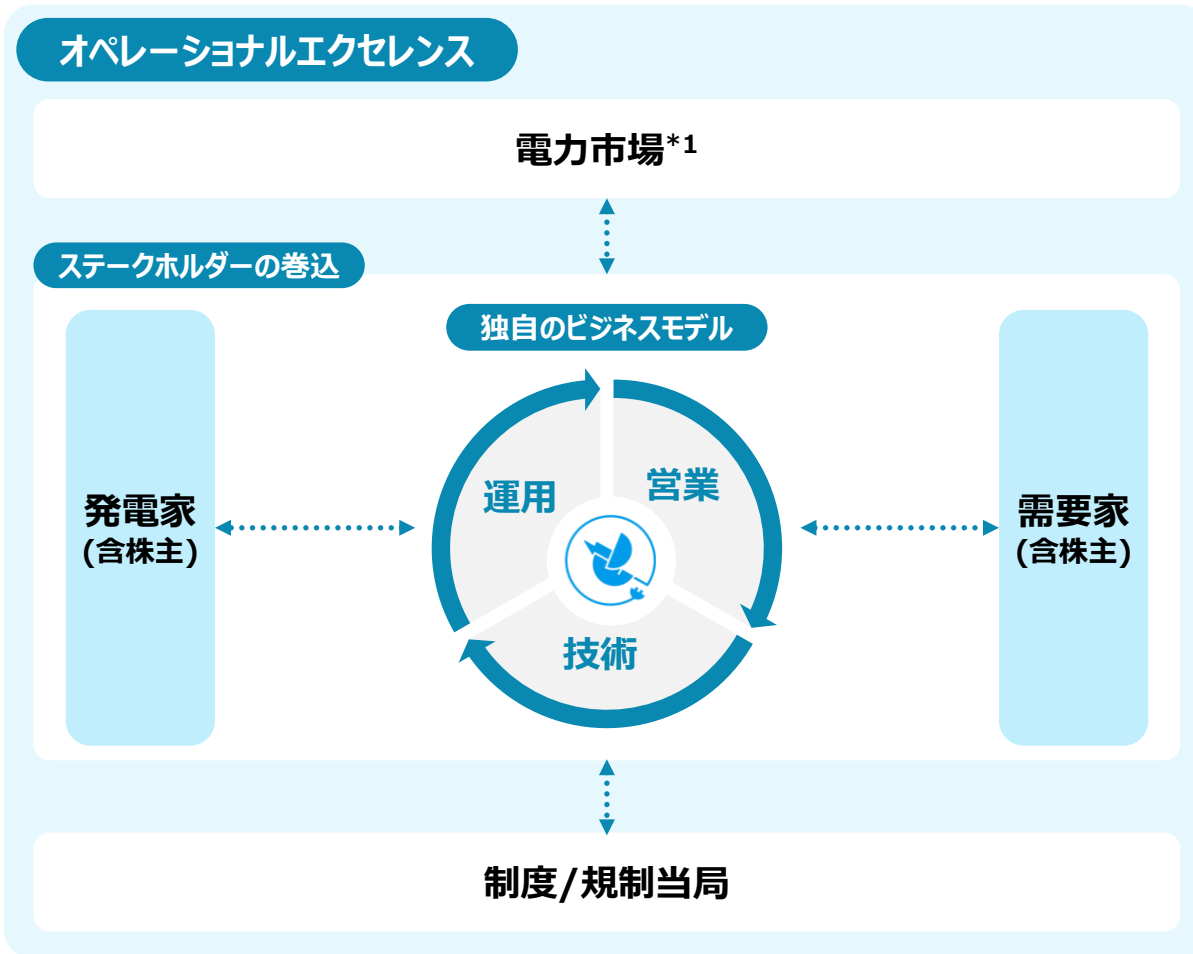 オペレーショナルエクセレンス
電力市場*1
ステークホルダーの巻込
独自のビジネスモデル
発電家
(含株主)
運用
営業
技術
需要家
(含株主)
制度/規制当局